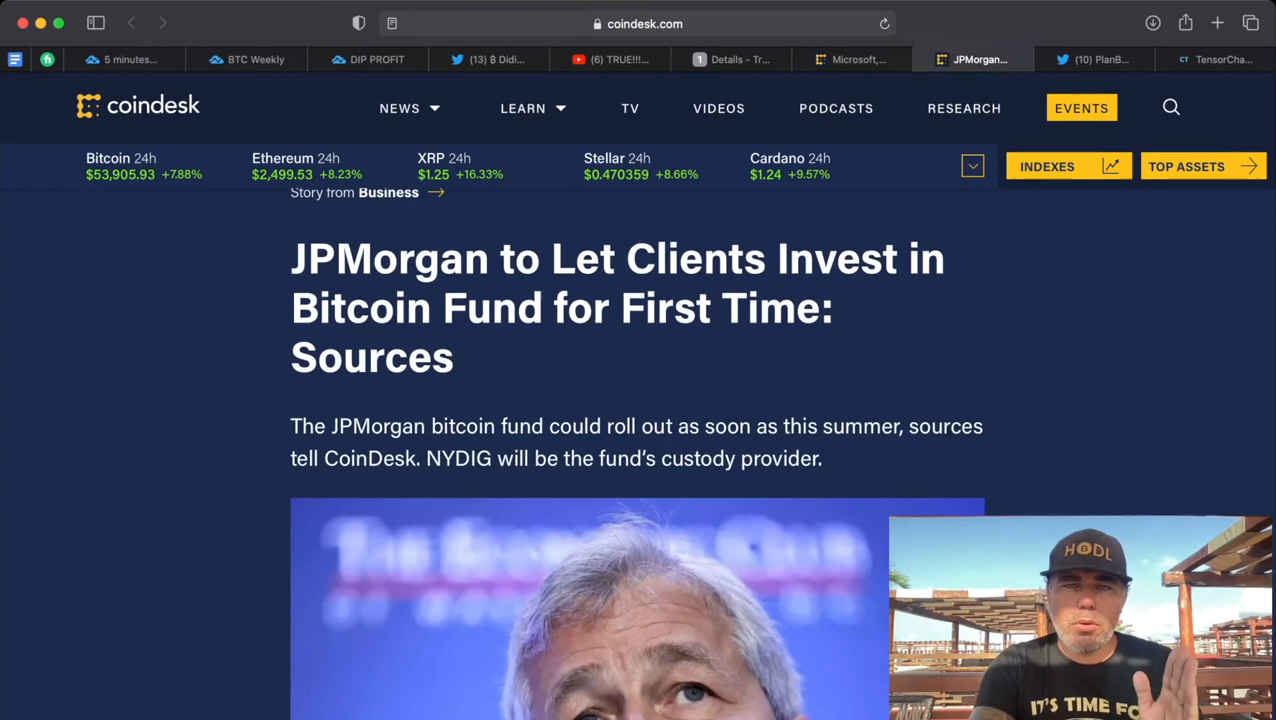 coindesk.com
5 minutes...
BTC Weekly
DIP PROFIT
(13) ₿ Didi...
(6) TRUE!!!...
1 Details - Tr...
Microsoft,...
JPMorgan...
(10) PlanB...
CT TensorCha...
coindesk
NEWS
LEARN
TV
VIDEOS
PODCASTS
RESEARCH
EVENTS
Bitcoin 24h
$53,905.93 +7.88%
Ethereum 24h
$2,499.53 +8.23%
XRP 24h
$1.25 +16.33%
Stellar 24h
$0.470359 +8.66%
Cardano 24h
$1.24 +9.57%
INDEXES
TOP ASSETS
Story from Business
JPMorgan to Let Clients Invest in
Bitcoin Fund for First Time:
Sources
The JPMorgan bitcoin fund could roll out as soon as this summer, sources
tell CoinDesk. NYDIG will be the fund's custody provider.
HODL
IT'S TIME FO